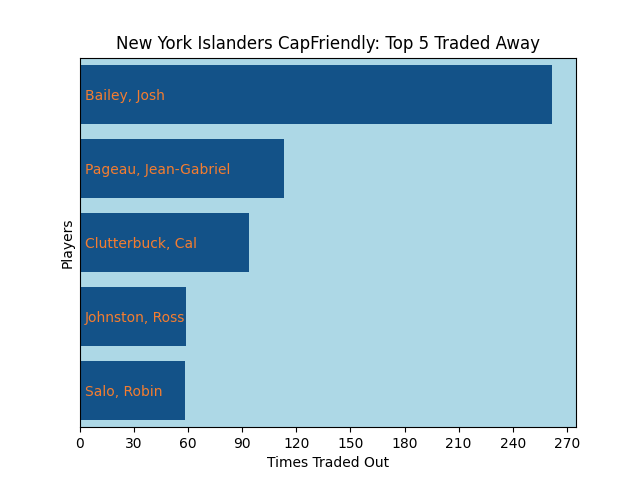 New York Islanders CapFriendly: Top 5 Traded Away
Players
Bailey, Josh
Pageau, Jean-Gabriel
Clutterbuck, Cal
Johnston, Ross
Salo, Robin
0 30 60 90 120 150 180 210 240 270
Times Traded Out